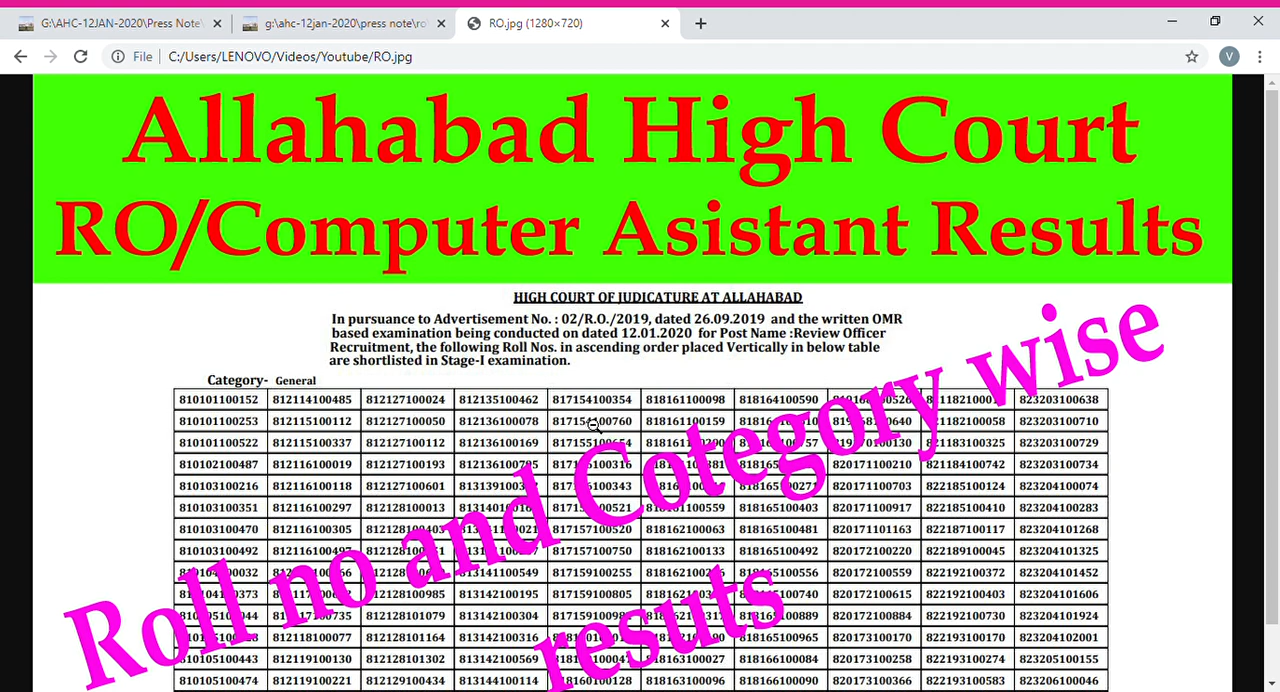 G:\AHC-12JAN-2020\Press Note\
g:\ahc-12jan-2020\press note\ro
RO.jpg (1280×720)
File
C:/Users/LENOVO/Videos/Youtube/RO.jpg
V
Allahabad High Court
RO/Computer Asistant Results
HIGH COURT OF JUDICATURE AT ALLAHABAD
In pursuance to Advertisement No. : 02/R.O./2019, dated 26.09.2019 and the written OMR
based examination being conducted on dated 12.01.2020 for Post Name :Review Officer
Recruitment, the following Roll Nos. in ascending order placed Vertically in below table
are shortlisted in Stage-I examination.
Category- General
810101100152 812114100485 812127100024 812135100462 817154100354 818161100098 818164100590 823203100638
810101100253 812115100112 812127100050 812136100078 818161100159 821182100058 823203100710
810101100522 812115100337 812127100112 812136100169 821183100325 823203100729
810102100487 812116100019 812127100193 820171100210 821184100742 823203100734
810103100216 812116100118 812127100601 820171100703 822185100124 823204100074
810103100351 812116100297 812128100013 818165100403 820171100917 822185100410 823204100283
810103100470 812116100305 817157100520 818162100063 818165100481 820171101163 822187100117 823204101268
810103100492 817157100750 818162100133 818165100492 820172100220 822189100045 823204101325
813141100549 817159100255 820172100559 822192100372 823204101452
812128100985 813142100195 817159100805 820172100615 822192100403 823204101606
812128101079 813142100304 820172100884 822192100730 823204101924
812118100077 812128101164 813142100316 818165100965 820173100170 822193100170 823204102001
810105100443 812119100130 812128101302 813142100569 818163100027 818166100084 820173100258 822193100274 823205100155
810105100474 812119100221 812129100434 813144100114 818160100128 818163100096 818166100090 820173100366 822193100583 823206100046
Roll no and Cotegory wise
resuts